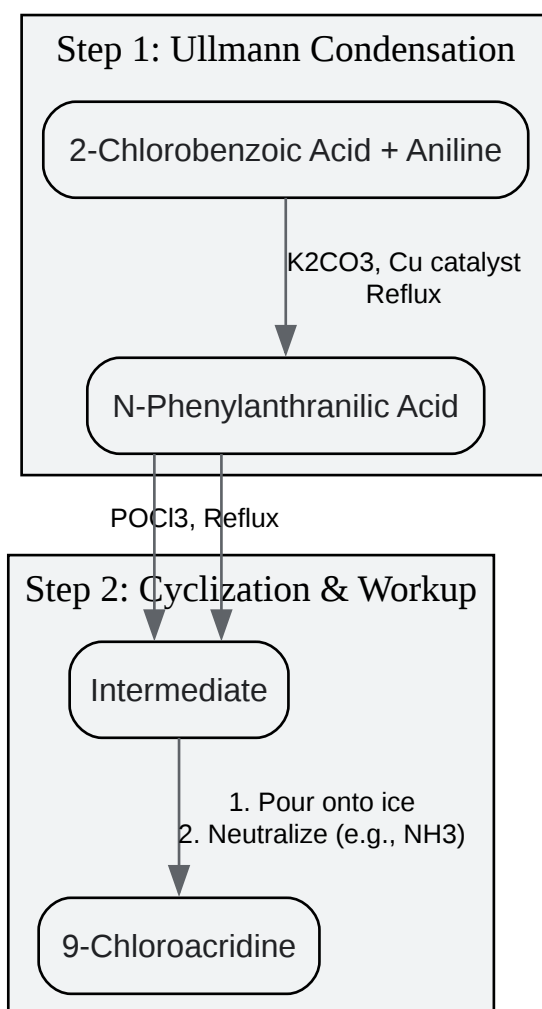 Step 1: Ullmann Condensation
2-Chlorobenzoic Acid + Aniline
K2CO3, Cu catalyst
Reflux
N-Phenylanthranilic Acid
POCl3, Reflux
Step 2: Cyclization & Workup
Intermediate
1. Pour onto ice
2. Neutralize (e.g., NH3)
9-Chloroacridine